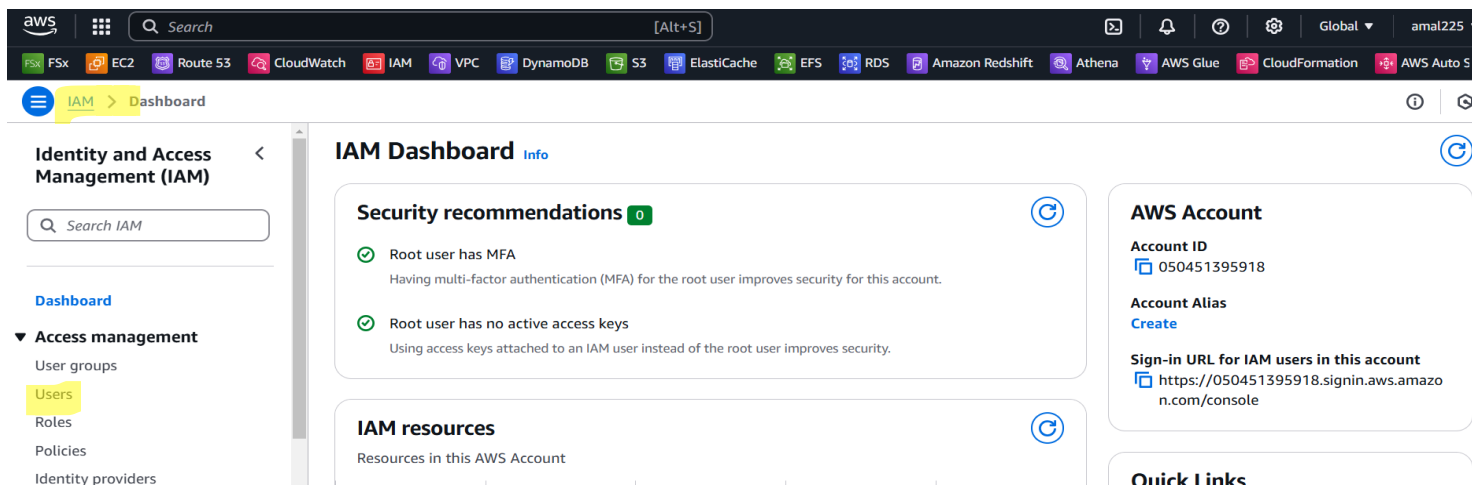 aws
Search [Alt+S]
Global
amal225
FSx FSx
EC2
Route 53
CloudWatch
IAM
VPC
DynamoDB
S3
ElastiCache
EFS
RDS
Amazon Redshift
Athena
AWS Glue
CloudFormation
AWS Auto S
IAM > Dashboard
Identity and Access
Management (IAM)
Search IAM
Dashboard
Access management
User groups
Users
Roles
Policies
Identity providers
IAM Dashboard Info
Security recommendations 0
Root user has MFA
Having multi-factor authentication (MFA) for the root user improves security for this account.
Root user has no active access keys
Using access keys attached to an IAM user instead of the root user improves security.
IAM resources
Resources in this AWS Account
AWS Account
Account ID
050451395918
Account Alias
Create
Sign-in URL for IAM users in this account
https://050451395918.signin.aws.amazo
n.com/console
Quick Links